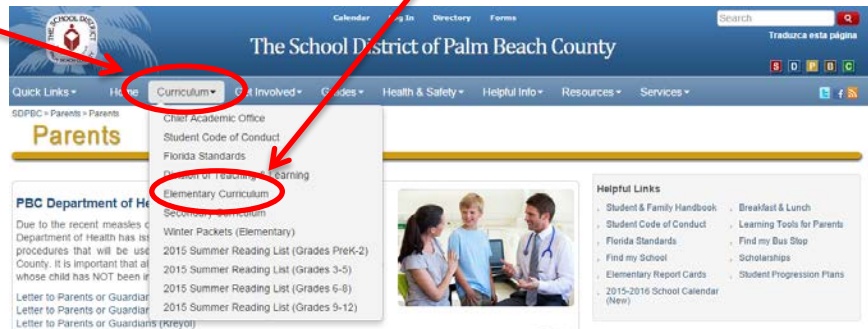 Calendar Log In Directory Forms
Search
The School District of Palm Beach County
Traduzca esta página
S D P B C
Quick Links Home Curriculum Get Involved Grades Health & Safety Helpful Info Resources Services
SDPBC > Parents > Parents
Parents
Chief Academic Office
Student Code of Conduct
Florida Standards
Division of Teaching & Learning
Elementary Curriculum
Secondary Curriculum
Winter Packets (Elementary)
2015 Summer Reading List (Grades PreK-2)
2015 Summer Reading List (Grades 3-5)
2015 Summer Reading List (Grades 6-8)
2015 Summer Reading List (Grades 9-12)
PBC Department of
Due to the recent measles
Department of Health has
procedures that will be
County. It is important that
whose child has NOT been
Letter to Parents or
Letter to Parents or
Letter to Parents or Guardians (Kreyol)
Helpful Links
Student & Family Handbook
Student Code of Conduct
Florida Standards
Find my School
Elementary Report Cards
2015-2016 School Calendar
(New)
Breakfast & Lunch
Learning Tools for Parents
Find my Bus Stop
Scholarships
Student Progression Plans